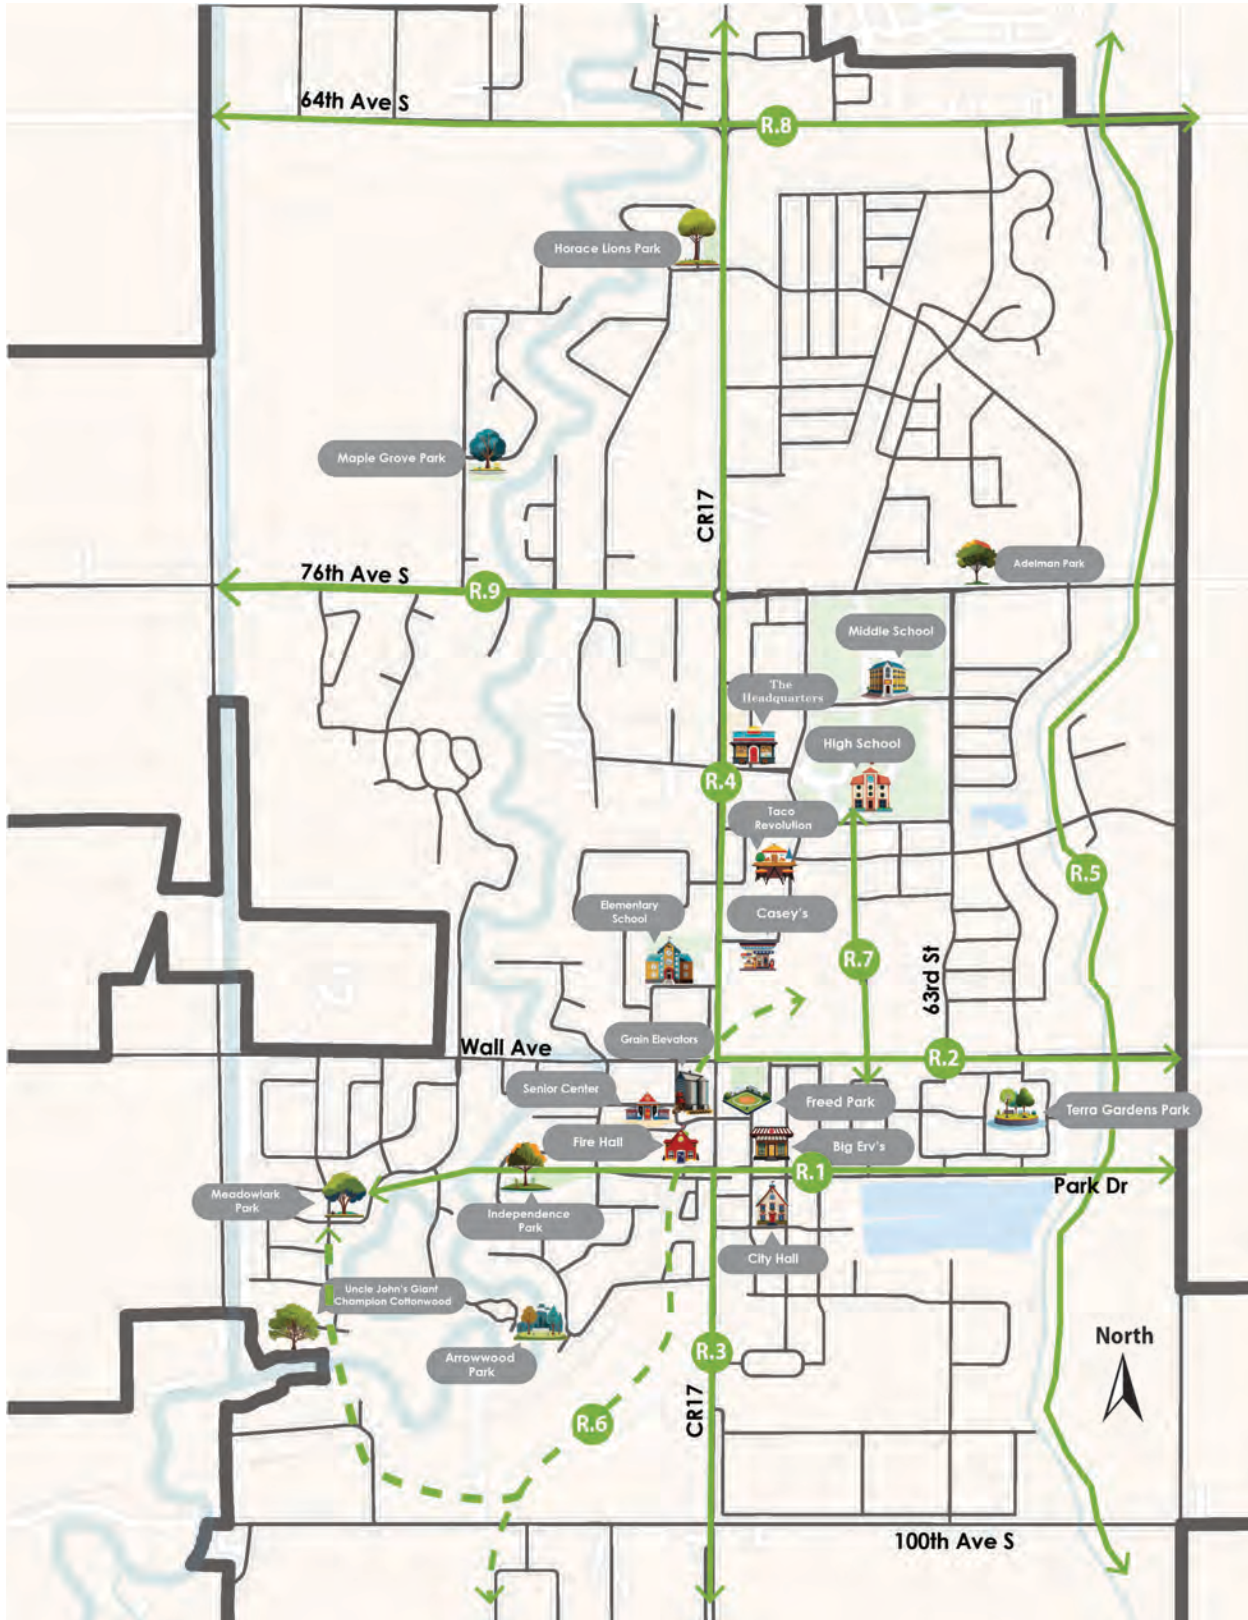 64th Ave S
R.8
Horace Lions Park
Maple Grove Park
CR17
Adelman Park
76th Ave S
R.9
Middle School
The
Headquarters
High School
R.4
Taco
Revolution
R.5
Elementary
School
Casey's
R.7
63rd St
Grain Elevators
Wall Ave
R.2
Senior Center
Freed Park
Terra Gardens Park
Fire Hall
Big Erv's
R.1
Park Dr
Meadowlark
Park
Independence
Park
City Hall
Uncle John's Giant
Champion Cottonwood
North
Arrowwood
Park
R.3
CR17
R.6
100th Ave S